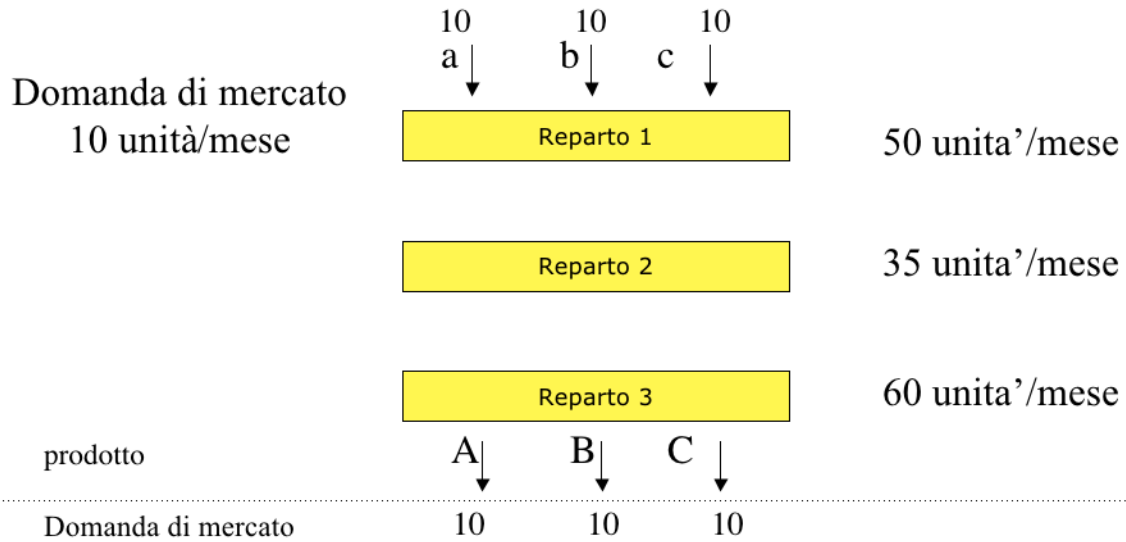 10 10 10
a b c
Domanda di mercato
10 unità/mese
Reparto 1
50 unita’/mese
Reparto 2
35 unita’/mese
Reparto 3
60 unita’/mese
prodotto
A B C
Domanda di mercato
10 10 10